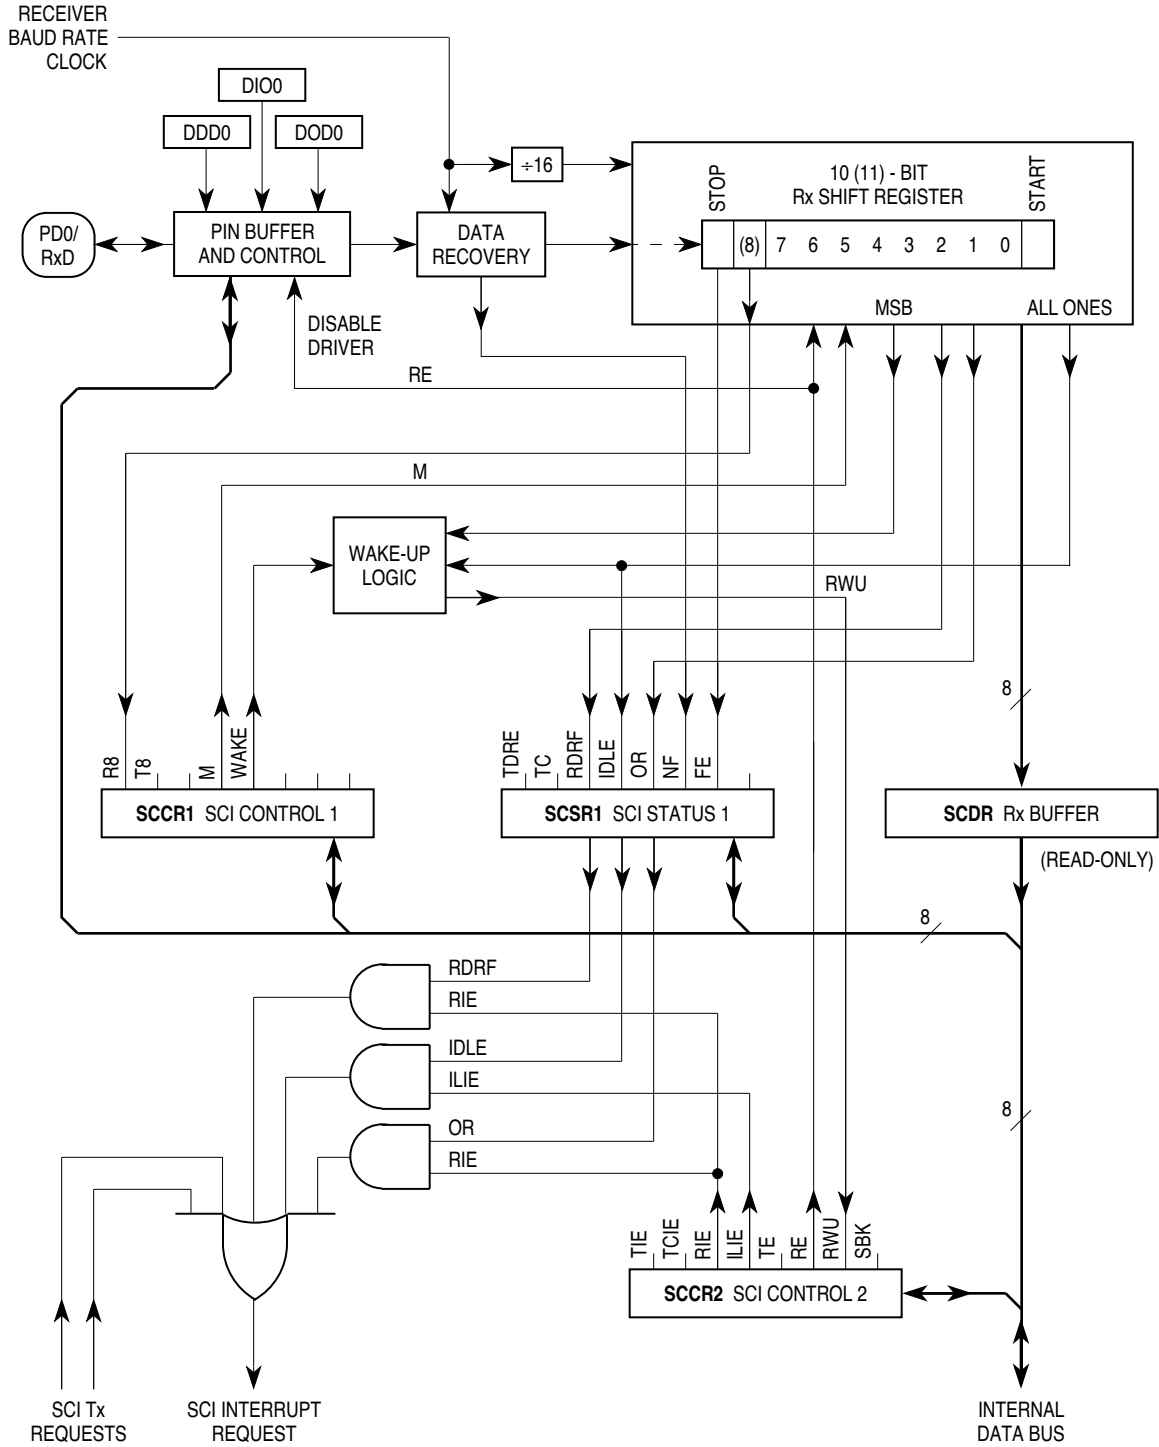 RECEIVER
BAUD RATE
CLOCK
DIO0
DDD0
DOD0
÷16
10 (11) - BIT
Rx SHIFT REGISTER
STOP
START
(8) 7 6 5 4 3 2 1 0
PD0/
RxD
PIN BUFFER
AND CONTROL
DATA
RECOVERY
MSB
ALL ONES
DISABLE
DRIVER
RE
M
WAKE-UP
LOGIC
RWU
8
R8
T8
M
WAKE
TDRE
TC
RDRF
IDLE
OR
NF
FE
SCCR1 SCI CONTROL 1
SCSR1 SCI STATUS 1
SCDR Rx BUFFER
(READ-ONLY)
8
RDRF
RIE
IDLE
ILIE
OR
RIE
8
TIE
TCIE
RIE
ILIE
TE
RE
RWU
SBK
SCCR2 SCI CONTROL 2
SCI Tx
REQUESTS
SCI INTERRUPT
REQUEST
INTERNAL
DATA BUS